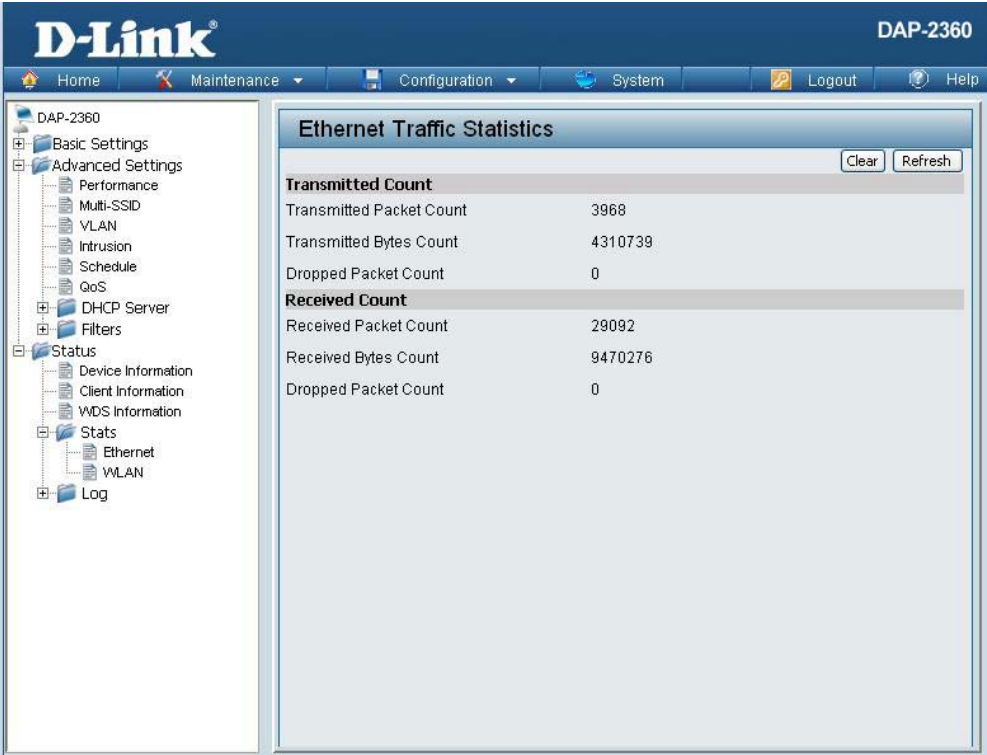 D-Link®
DAP-2360
Home Maintenance Configuration System Logout Help
DAP-2360
Basic Settings
Advanced Settings
Performance
Multi-SSID
VLAN
Intrusion
Schedule
QoS
DHCP Server
Filters
Status
Device Information
Client Information
WDS Information
Stats
Ethernet
WLAN
Log
Ethernet Traffic Statistics
Clear Refresh
Transmitted Count
Transmitted Packet Count 3968
Transmitted Bytes Count 4310739
Dropped Packet Count 0
Received Count
Received Packet Count 29092
Received Bytes Count 9470276
Dropped Packet Count 0